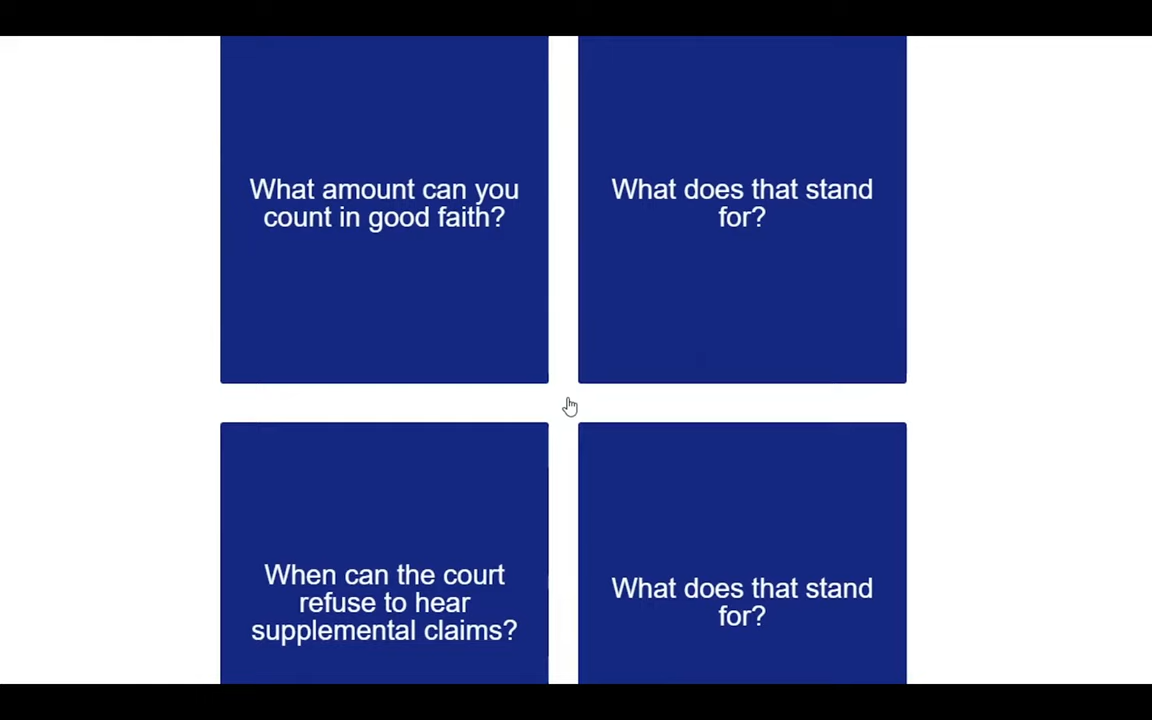 What amount can you
count in good faith?
What does that stand
for?
When can the court
refuse to hear
supplemental claims?
What does that stand
for?